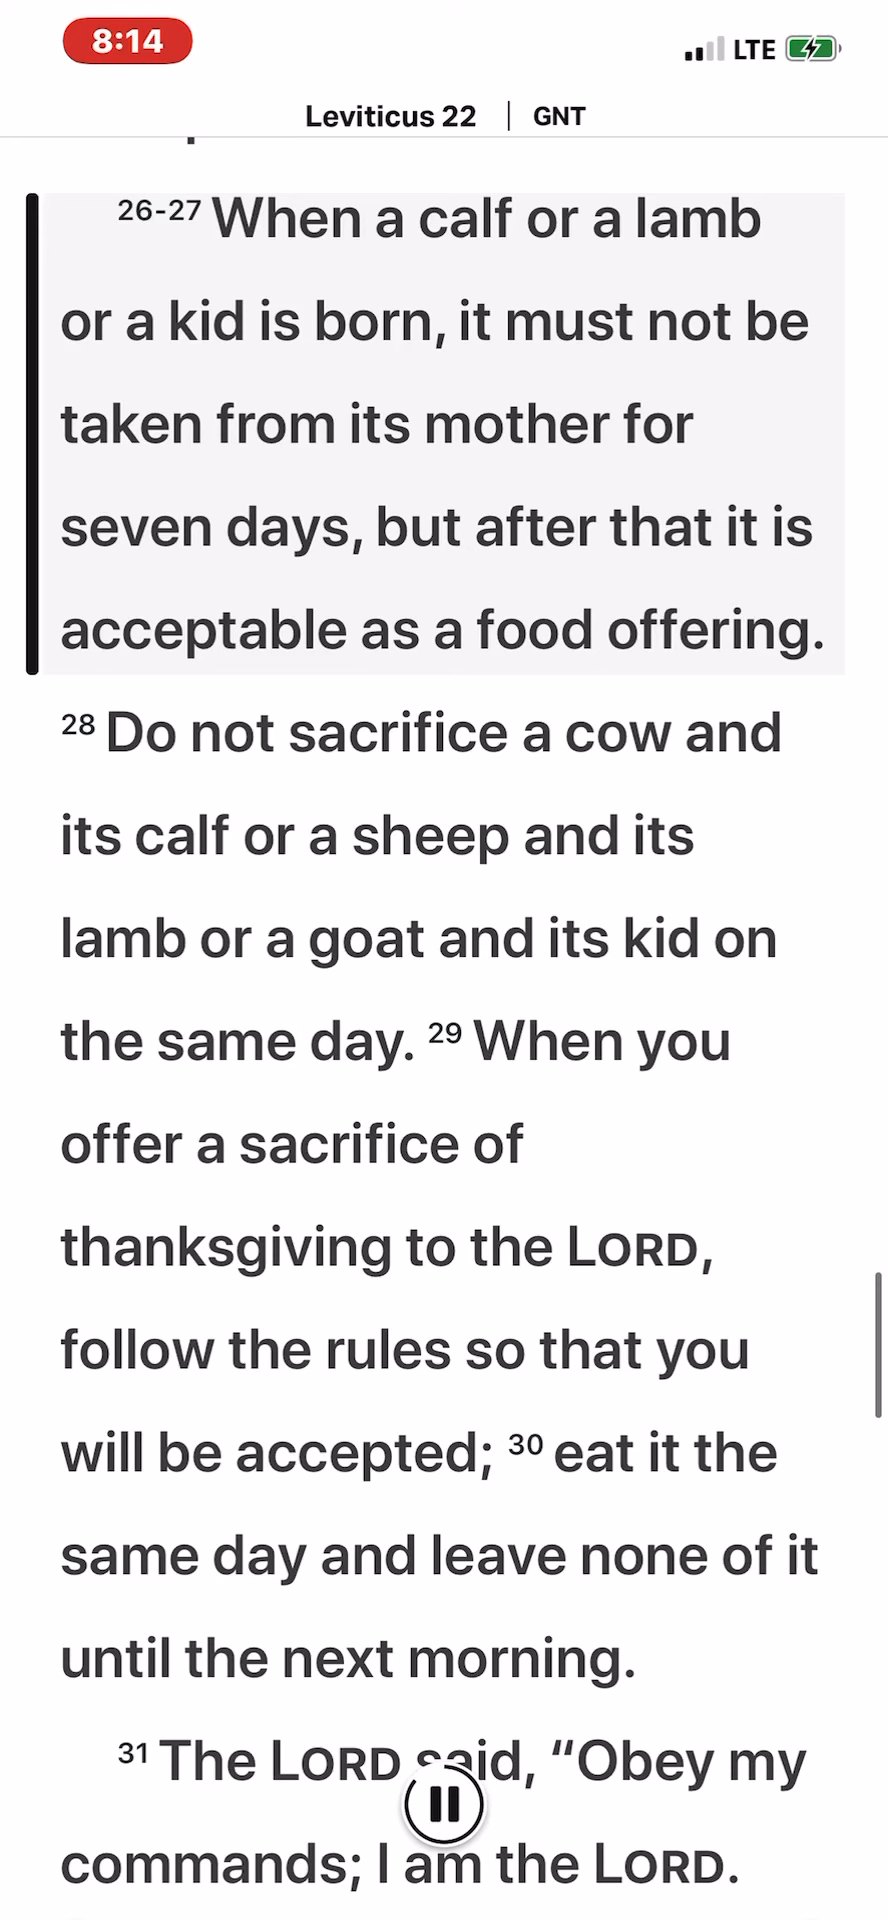 8:14
LTE
Leviticus 22 | GNT
26-27 When a calf or a lamb
or a kid is born, it must not be
taken from its mother for
seven days, but after that it is
acceptable as a food offering.
28 Do not sacrifice a cow and
its calf or a sheep and its
lamb or a goat and its kid on
the same day. 29 When you
offer a sacrifice of
thanksgiving to the LORD,
follow the rules so that you
will be accepted; 30 eat it the
same day and leave none of it
until the next morning.
31 The LORD said, “Obey my
commands; I am the LORD.